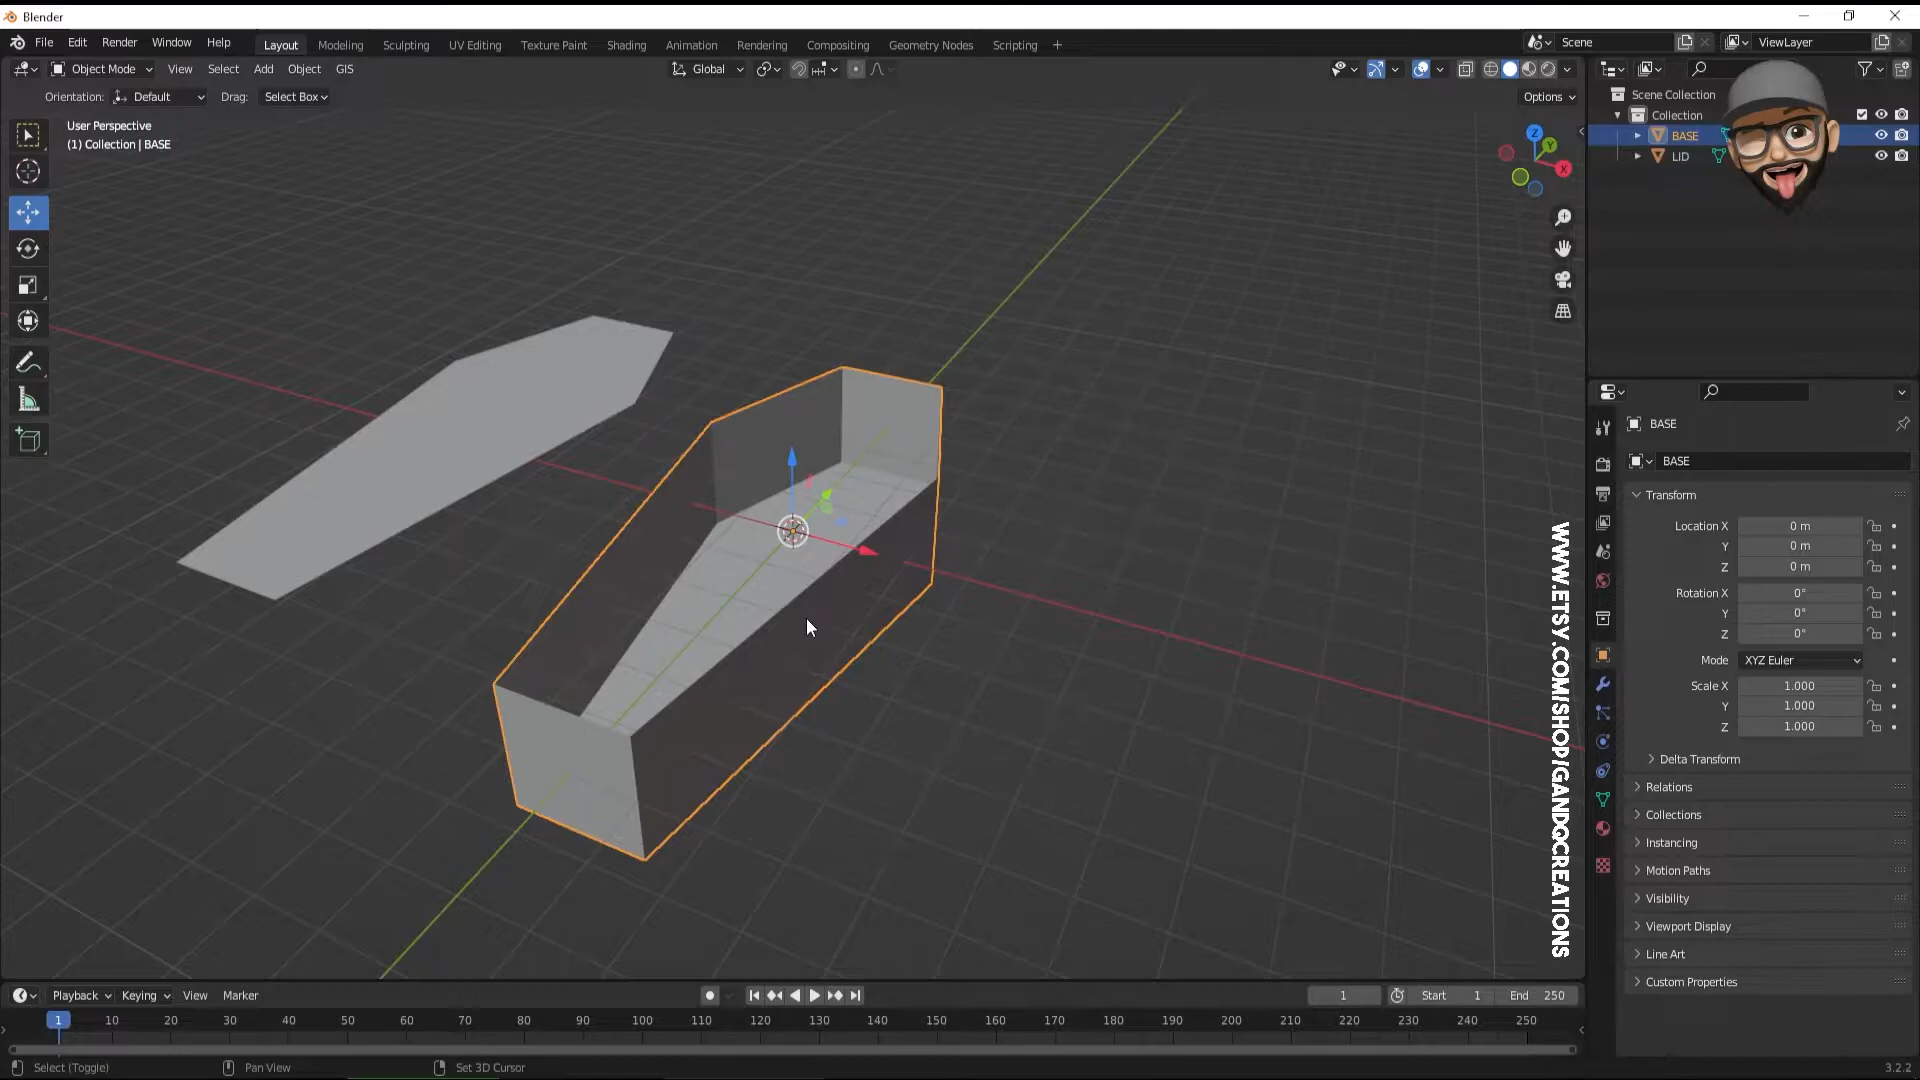 Blender
File Edit Render Window Help
Layout Modeling Sculpting UV Editing Texture Paint Shading Animation Rendering Compositing Geometry Nodes Scripting +
Scene
ViewLayer
Object Mode View Select Add Object GIS
Global
Orientation: Default Drag: Select Box
Options
User Perspective
(1) Collection | BASE
Z
Y
X
Scene Collection
Collection
BASE
LID
BASE
BASE
Transform
Location X 0 m
Y 0 m
Z 0 m
Rotation X 0°
Y 0°
Z 0°
Mode XYZ Euler
Scale X 1.000
Y 1.000
Z 1.000
Delta Transform
Relations
Collections
Instancing
Motion Paths
Visibility
Viewport Display
Line Art
Custom Properties
WWW.ETSY.COM/SHOP/GANDQCREATIONS
Playback Keying View Marker
1 Start 1 End 250
1 10 20 30 40 50 60 70 80 90 100 110 120 130 140 150 160 170 180 190 200 210 220 230 240 250
Select (Toggle) Pan View Set 3D Cursor
3.2.2